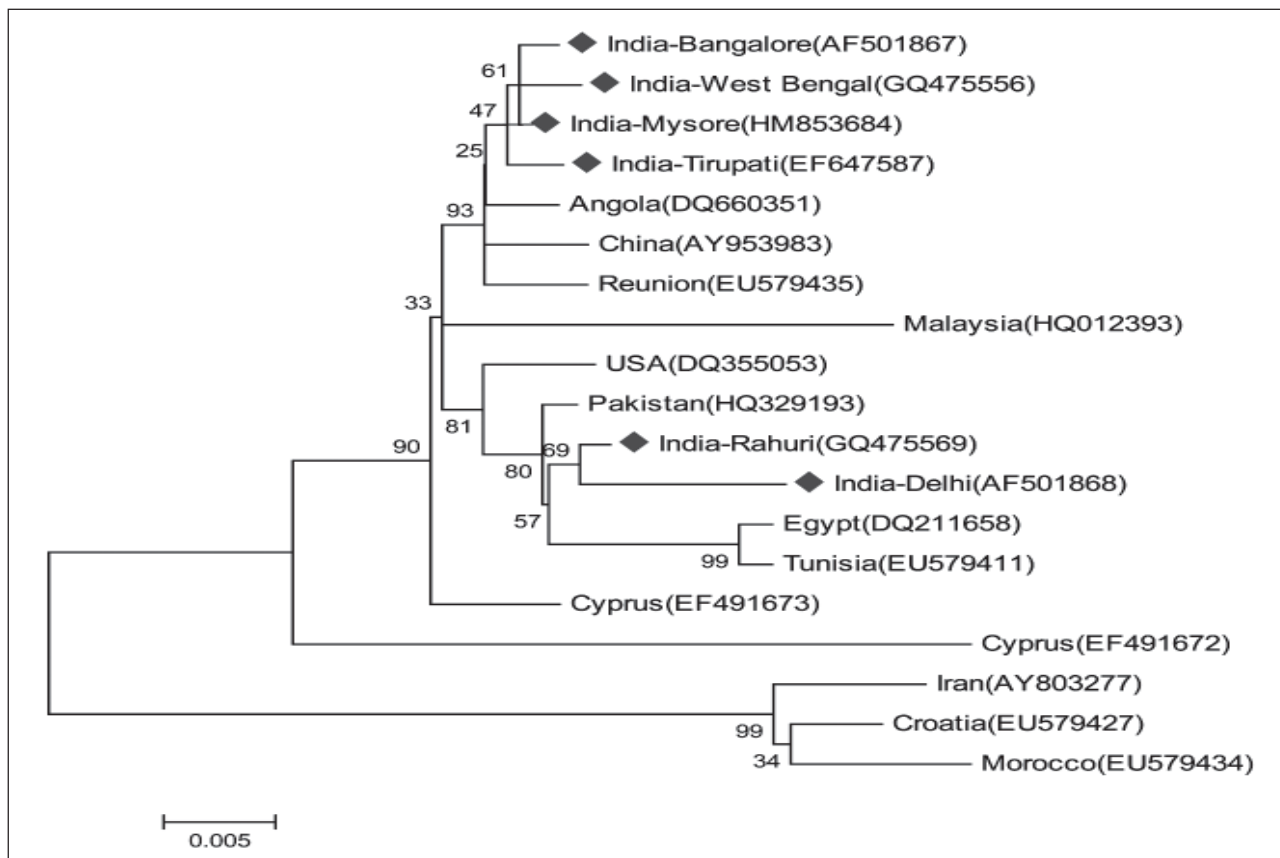 India-Bangalore(AF501867)
61
India-West Bengal(GQ475556)
47
India-Mysore(HM853684)
25
India-Tirupati(EF647587)
Angola(DQ660351)
93
China(AY953983)
Reunion(EU579435)
33
Malaysia(HQ012393)
USA(DQ355053)
Pakistan(HQ329193)
81
90
69
India-Rahuri(GQ475569)
80
India-Delhi(AF501868)
57
Egypt(DQ211658)
99
Tunisia(EU579411)
Cyprus(EF491673)
Cyprus(EF491672)
Iran(AY803277)
99
Croatia(EU579427)
34
Morocco(EU579434)
0.005